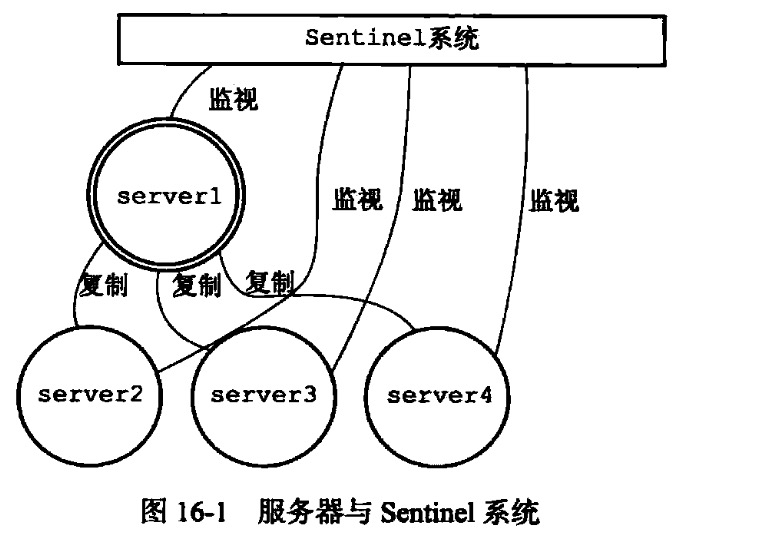 Sentinel系统
监视
server1
监视
监视
监视
复制
复制
复制
server2
server3
server4
图 16-1 服务器与 Sentinel 系统